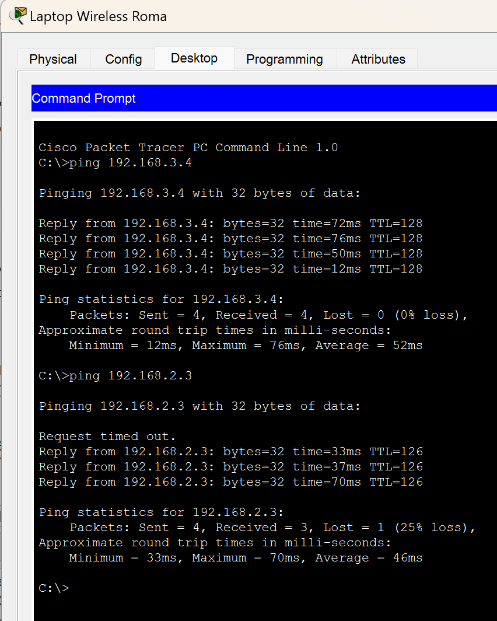 Laptop Wireless Roma
Physical Config Desktop Programming Attributes
Command Prompt
Cisco Packet Tracer PC Command Line 1.0
C:\>ping 192.168.3.4
Pinging 192.168.3.4 with 32 bytes of data:
Reply from 192.168.3.4: bytes=32 time=72ms TTL=128
Reply from 192.168.3.4: bytes=32 time=76ms TTL=128
Reply from 192.168.3.4: bytes=32 time=50ms TTL=128
Reply from 192.168.3.4: bytes=32 time=12ms TTL=128
Ping statistics for 192.168.3.4:
Packets: Sent = 4, Received = 4, Lost = 0 (0% loss),
Approximate round trip times in milli-seconds:
Minimum = 12ms, Maximum = 76ms, Average = 52ms
C:\>ping 192.168.2.3
Pinging 192.168.2.3 with 32 bytes of data:
Request timed out.
Reply from 192.168.2.3: bytes=32 time=33ms TTL=126
Reply from 192.168.2.3: bytes=32 time=37ms TTL=126
Reply from 192.168.2.3: bytes=32 time=70ms TTL=126
Ping statistics for 192.168.2.3:
Packets: Sent = 4, Received = 3, Lost = 1 (25% loss),
Approximate round trip times in milli-seconds:
Minimum = 33ms, Maximum = 70ms, Average = 46ms
C:\>